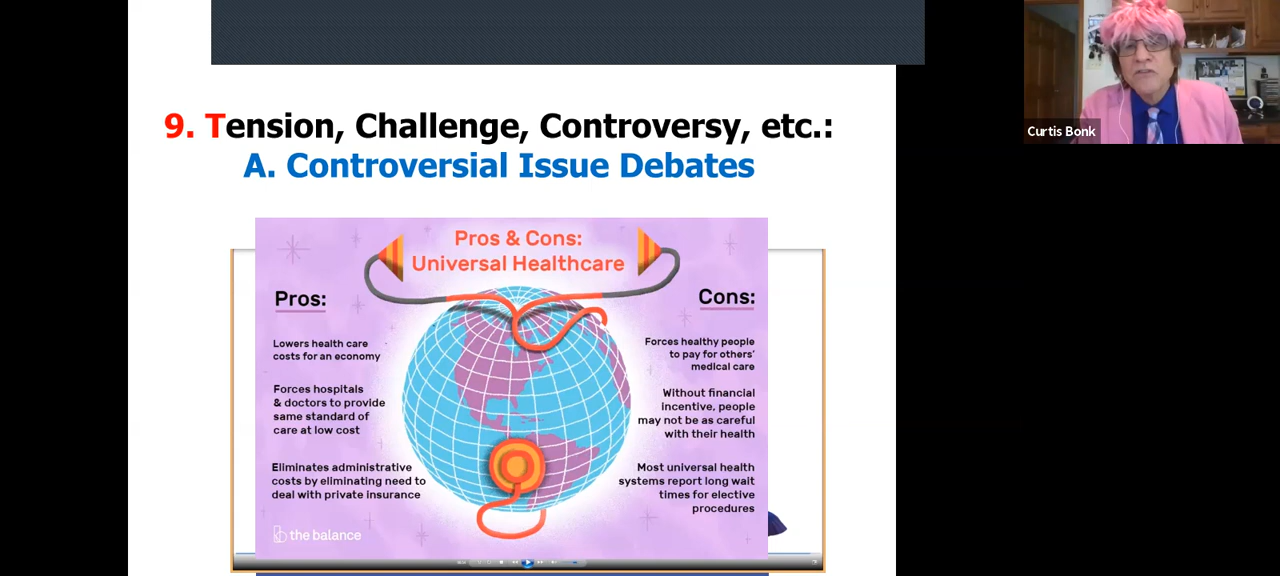 9. Tension, Challenge, Controversy, etc.:
A. Controversial Issue Debates
Curtis Bonk
Pros & Cons:
Universal Healthcare
Pros:
Lowers health care
costs for an economy
Forces hospitals
& doctors to provide
same standard of
care at low cost
Eliminates administrative
costs by eliminating need to
deal with private insurance
Cons:
Forces healthy people
to pay for others'
medical care
Without financial
incentive, people
may not be as careful
with their health
Most universal health
systems report long wait
times for elective
procedures
the balance